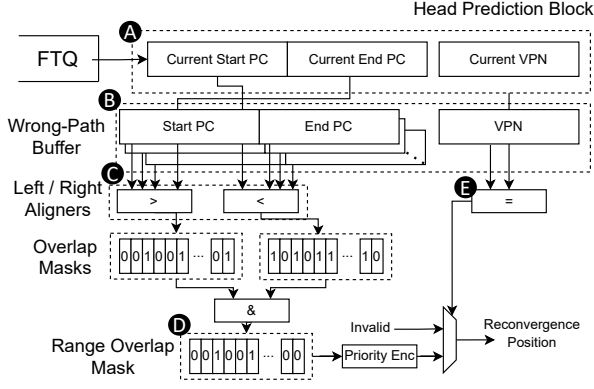 Head Prediction Block
A
FTQ
Current Start PC
Current End PC
Current VPN
B
Wrong-Path
Buffer
Start PC
End PC
VPN
C
Left / Right
Aligners
>
<
E
=
Overlap
Masks
0 0 1 0 0 1 ... 0 1
1 0 1 0 1 1 ... 1 0
&
D
Range Overlap
Mask
0 0 1 0 0 1 ... 0 0
Priority Enc
Invalid
Reconvergence
Position